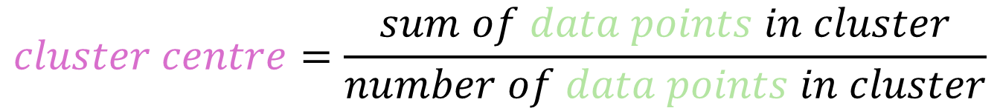 sum of data points in cluster
cluster centre =
number of data points in cluster